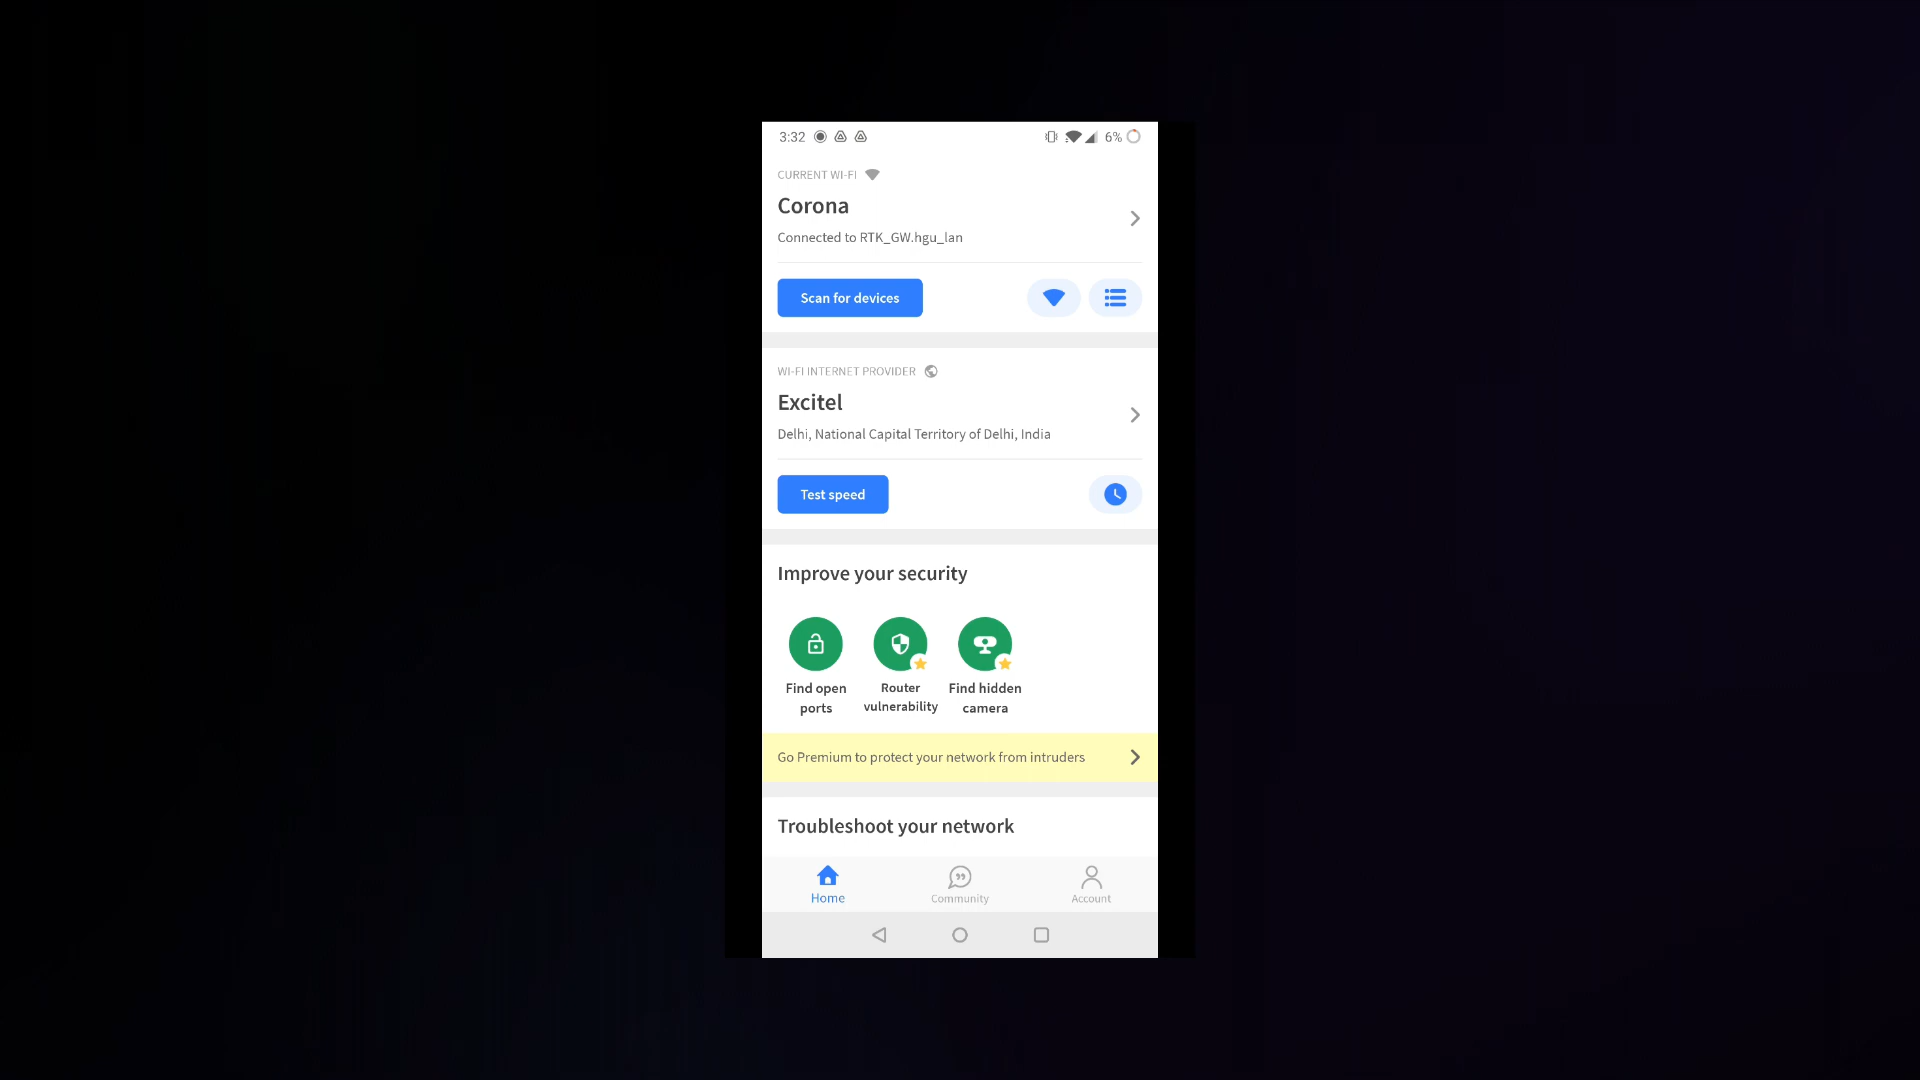 3:32
6%
CURRENT WI-FI
Corona
Connected to RTK_GW.hgu_lan
Scan for devices
WI-FI INTERNET PROVIDER
Excitel
Delhi, National Capital Territory of Delhi, India
Test speed
Improve your security
Find open
ports
Router
vulnerability
Find hidden
camera
Go Premium to protect your network from intruders
Troubleshoot your network
Home
Community
Account